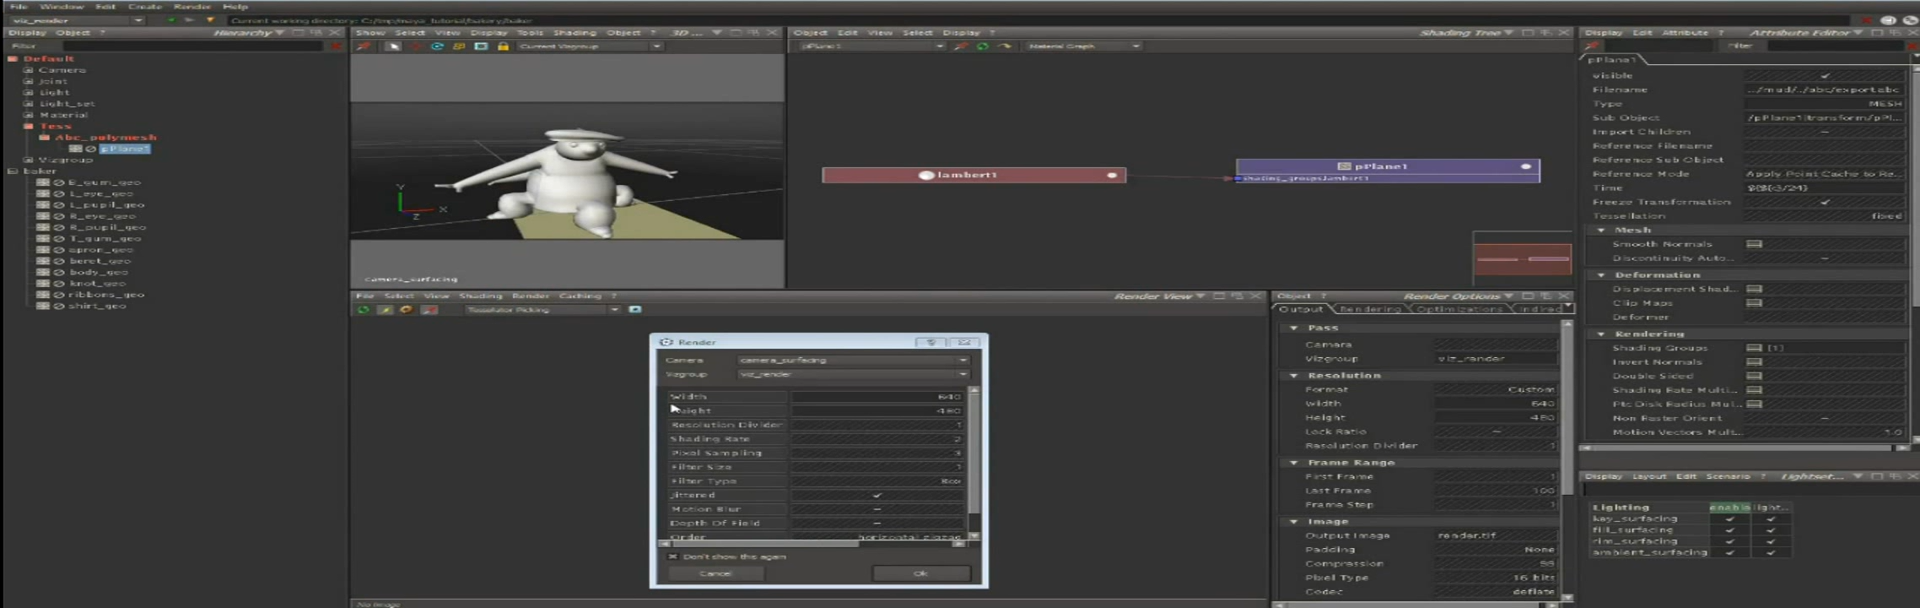 File Window Edit Create Render Help
viz_render Current working directory: C:/tmp/maya_tutorial/bakery/baker
Display Object ? Hierarchy
Filter
Default
Camera
Joint
Light
Light_set
Material
Tess
Abc_polymesh
pPlane1
Vizgroup
baker
B_gum_geo
L_eye_geo
L_pupil_geo
R_eye_geo
R_pupil_geo
T_gum_geo
apron_geo
beret_geo
body_geo
knot_geo
ribbons_geo
shirt_geo
Show Select View Display Tools Shading Object ? 3D ...
Current Vizgroup
Y
Z X
camera_surfacing
Object Edit View Select Display ? Shading Tree
pPlane1 Material Graph
lambert1
pPlane1
shading_groups.lambert1
File Select View Shading Render Caching ? Render View
Tessellator Picking
Render
Camera camera_surfacing
Vizgroup viz_render
Width 640
Height 480
Resolution Divider 1
Shading Rate 2
Pixel Sampling 3
Filter Size
Filter Type Box
Jittered
Motion Blur
Depth Of Field
Order horizontal zigzag
Don't show this again
Cancel Ok
No Image
Object ? Render Options
Output Rendering Optimizations Indirect
Pass
Camera
Vizgroup viz_render
Resolution
Format Custom
Width 640
Height 480
Lock Ratio
Resolution Divider 1
Frame Range
First Frame 1
Last Frame 100
Frame Step 1
Image
Output Image render.tif
Padding None
Compression
Pixel Type 16 bits
Codec deflate
Display Edit Attribute ? Attribute Editor
Filter
pPlane1
Visible
Filename .../mud/../abc/export.abc
Type MESH
Sub Object /pPlane1|transform/pPl...
Import Children
Reference Filename
Reference Sub Object
Reference Mode Apply Point Cache to Re...
Time
Freeze Transformation
Tessellation fixed
Mesh
Smooth Normals
Discontinuity Auto...
Deformation
Displacement Shad...
Clip Maps
Deformer
Rendering
Shading Groups [1]
Invert Normals
Double Sided
Shading Rate Multi...
Ptc Disk Radius Mul...
Non Raster Orient
Motion Vectors Mult... 1.0
Display Layout Edit Scenario ? Lightset...
Lighting enable light...
key_surfacing
fill_surfacing
rim_surfacing
ambient_surfacing